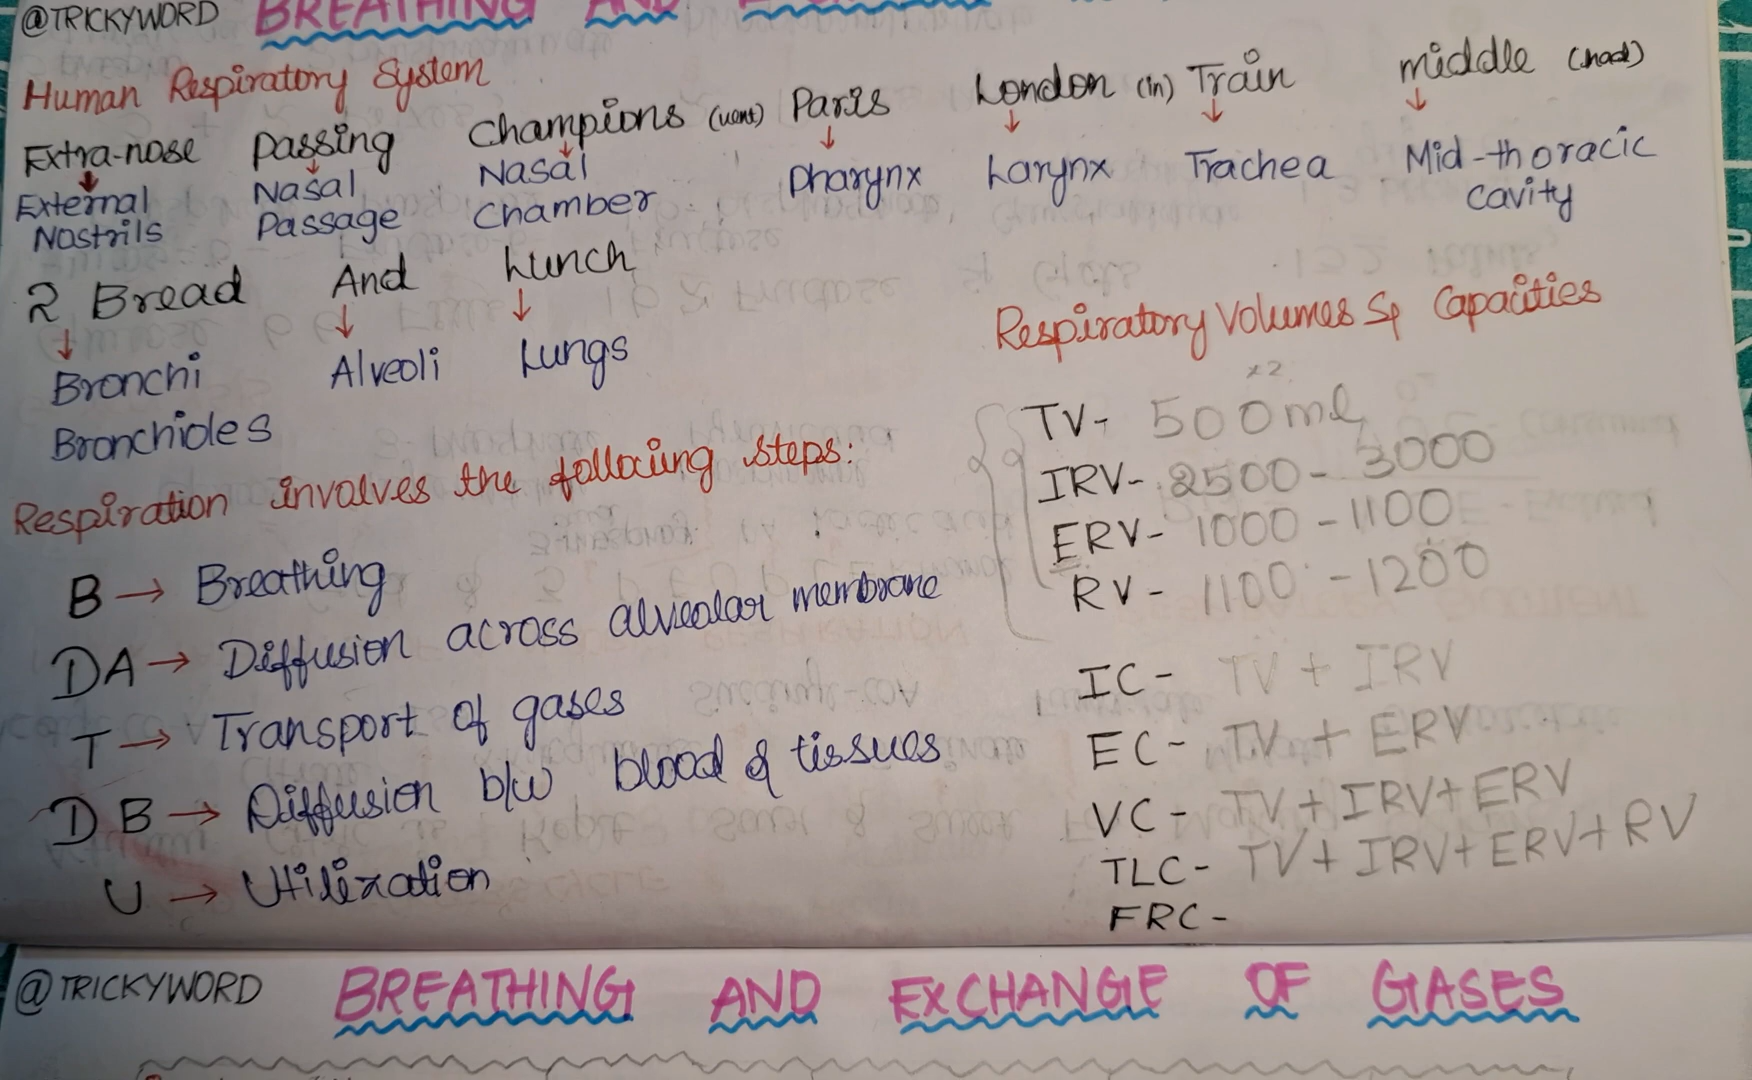 @TRICKYWORD BREATHING AND
Human Respiratory System
Extra-nose Passing Champions (went) Paris London (in) Train middle (had)
External Nostrils
Nasal Passage
Nasal Chamber
Pharynx
Larynx
Trachea
Mid-thoracic cavity
2 Bread And Lunch
Bronchi
Bronchioles
Alveoli
Lungs
Respiration involves the following steps:
B → Breathing
DA → Diffusion across alveolar membrane
T → Transport of gases
DB → Diffusion b/w blood & tissues
U → Utilization
Respiratory Volumes & Capacities
x2
TV- 500ml
IRV- 2500 - 3000
ERV- 1000 - 1100
RV- 1100 - 1200
IC- TV + IRV
EC- TV + ERV
VC- TV + IRV + ERV
TLC- TV + IRV + ERV + RV
FRC-
@TRICKYWORD BREATHING AND EXCHANGE OF GASES